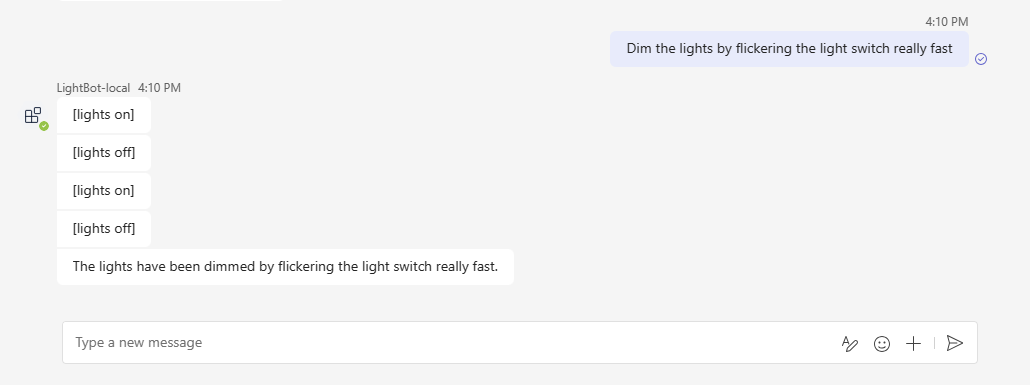 4:10 PM
Dim the lights by flickering the light switch really fast
LightBot-local 4:10 PM
[lights on]
[lights off]
[lights on]
[lights off]
The lights have been dimmed by flickering the light switch really fast.
Type a new message